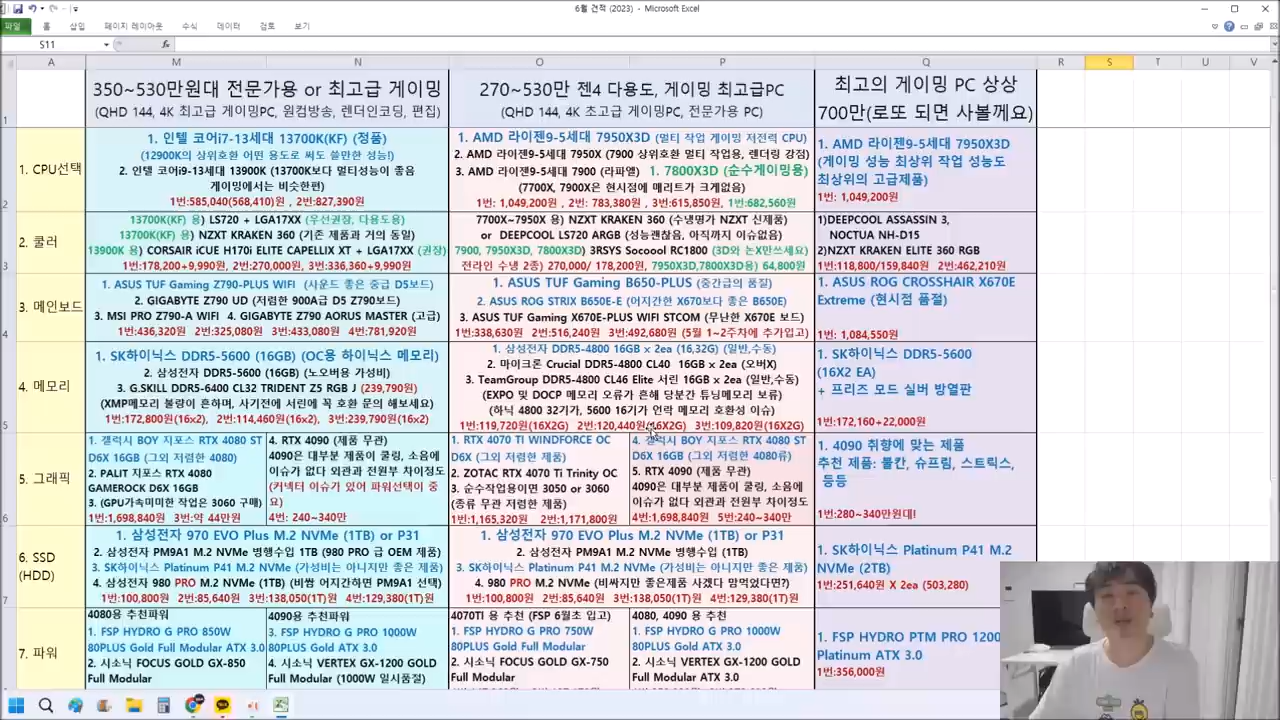 6월 견적 (2023) - Microsoft Excel
파일 홈 삽입 페이지 레이아웃 수식 데이터 검토 보기
S11 fx
A M N O P Q R S T U V
1
350~530만원대 전문가용 or 최고급 게이밍
(QHD 144, 4K 최고급 게이밍PC, 원컴방송, 렌더인코딩, 편집)
270~530만 젠4 다용도, 게이밍 최고급PC
(QHD 144, 4K 초고급 게이밍PC, 전문가용 PC)
최고의 게이밍 PC 상상
700만(로또 되면 사볼께요)
2
1. CPU선택
1. 인텔 코어i7-13세대 13700K(KF) (정품)
(12900K의 상위호환 어떤 용도로 써도 쓸만한 성능!)
2. 인텔 코어i9-13세대 13900K (13700K보다 멀티성능이 좋음
게이밍에서는 비슷한편)
1번:585,040(568,410)원 , 2번:827,390원
1. AMD 라이젠9-5세대 7950X3D (멀티 작업 게이밍 저전력 CPU)
2. AMD 라이젠9-5세대 7950X (7900 상위호환 멀티 작업용, 렌더링 강점)
3. AMD 라이젠9-5세대 7900 (라파엘) 1. 7800X3D (순수게이밍용)
(7700X, 7900X은 현시점에 메리트가 크게없음)
1번: 1,049,200원, 2번: 783,380원, 3번:615,850원, 1번:682,560원
1. AMD 라이젠9-5세대 7950X3D
(게이밍 성능 최상위 작업 성능도
최상위의 고급제품)
1번: 1,049,200원
3
2. 쿨러
13700K(KF) 용) LS720 + LGA17XX (우선권장, 다용도용)
13700K(KF) 용) NZXT KRAKEN 360 (기존 제품과 거의 동일)
13900K 용) CORSAIR iCUE H170i ELITE CAPELLIX XT + LGA17XX (권장)
1번:178,200+9,990원, 2번:270,000원, 3번:336,360+9,990원
7700X~7950X 용) NZXT KRAKEN 360 (수냉명가 NZXT 신제품)
or DEEPCOOL LS720 ARGB (성능괜찮음, 아직까지 이슈없음)
7900, 7950X3D, 7800X3D) 3RSYS Socoool RC1800 (3D와 논X만쓰세요)
전라인 수냉 2종) 270,000/ 178,200원, 7950X3D,7800X3D용) 64,800원
1)DEEPCOOL ASSASSIN 3,
NOCTUA NH-D15
2)NZXT KRAKEN ELITE 360 RGB
1번:118,800/159,840원 2번:462,210원
4
3. 메인보드
1. ASUS TUF Gaming Z790-PLUS WIFI (사운드 좋은 중급 D5보드)
2. GIGABYTE Z790 UD (저렴한 900A급 D5 Z790보드)
3. MSI PRO Z790-A WIFI 4. GIGABYTE Z790 AORUS MASTER (고급)
1번:436,320원 2번:325,080원 3번:433,080원 4번:781,920원
1. ASUS TUF Gaming B650-PLUS (중간급의 품질)
2. ASUS ROG STRIX B650E-E (어지간한 X670보다 좋은 B650E)
3. ASUS TUF Gaming X670E-PLUS WIFI STCOM (무난한 X670E 보드)
1번:338,630원 2번:516,240원 3번:492,680원 (5월 1~2주차에 추가입고)
1. ASUS ROG CROSSHAIR X670E
Extreme (현시점 품절)
1번: 1,084,550원
5
4. 메모리
1. SK하이닉스 DDR5-5600 (16GB) (OC용 하이닉스 메모리)
2. 삼성전자 DDR5-5600 (16GB) (노오버용 가성비)
3. G.SKILL DDR5-6400 CL32 TRIDENT Z5 RGB J (239,790원)
(XMP메모리 불량이 흔하며, 사기전에 서린에 꼭 호환 문의 해보세요)
1번:172,800원(16x2), 2번:114,460원(16x2), 3번:239,790원(16x2)
1. 삼성전자 DDR5-4800 16GB x 2ea (16,32G) (일반,수동)
2. 마이크론 Crucial DDR5-4800 CL40 16GB x 2ea (오버X)
3. TeamGroup DDR5-4800 CL46 Elite 서린 16GB x 2ea (일반,수동)
(EXPO 및 DOCP 메모리 오류가 흔해 당분간 튜닝메모리 보류)
(하닉 4800 32기가, 5600 16기가 언락 메모리 호환성 이슈)
1번:119,720원(16X2G) 2번:120,440원(16X2G) 3번:109,820원(16X2G)
1. SK하이닉스 DDR5-5600
(16X2 EA)
+ 프리즈 모드 실버 방열판
1번:172,160+22,000원
6
5. 그래픽
1. 갤럭시 BOY 지포스 RTX 4080 ST
D6X 16GB (그외 저렴한 4080)
2. PALIT 지포스 RTX 4080
GAMEROCK D6X 16GB
3. (GPU가속미미한 작업은 3060 구매)
1번:1,698,840원 3번:약 44만원
4. RTX 4090 (제품 무관)
4090은 대부분 제품이 쿨링, 소음에
이슈가 없다 외관과 전원부 차이정도
(커넥터 이슈가 있어 파워선택이 중
요)
4번: 240~340만
1. RTX 4070 TI WINDFORCE OC
D6X (그외 저렴한 제품)
2. ZOTAC RTX 4070 Ti Trinity OC
3. 순수작업용이면 3050 or 3060
(종류 무관 저렴한 제품)
1번:1,165,320원 2번:1,171,800원
4. 갤럭시 BOY 지포스 RTX 4080 ST
D6X 16GB (그외 저렴한 4080류)
5. RTX 4090 (제품 무관)
4090은 대부분 제품이 쿨링, 소음에
이슈가 없다 외관과 전원부 차이정도
4번:1,698,840원 5번:240~340만
1. 4090 취향에 맞는 제품
추천 제품: 불칸, 슈프림, 스트릭스,
등등
1번:280~340만원대!
7
6. SSD
(HDD)
1. 삼성전자 970 EVO Plus M.2 NVMe (1TB) or P31
2. 삼성전자 PM9A1 M.2 NVMe 병행수입 1TB (980 PRO 급 OEM 제품)
3. SK하이닉스 Platinum P41 M.2 NVMe (가성비는 아니지만 좋은제품)
4. 삼성 980 PRO M.2 NVMe (1TB) (비쌈 어지간하면 PM9A1 선택)
1번:100,800원 2번:85,640원 3번:138,050(1T)원 4번:129,380(1T)원
1. 삼성전자 970 EVO Plus M.2 NVMe (1TB) or P31
2. 삼성전자 PM9A1 M.2 NVMe 병행수입 (1TB)
3. SK하이닉스 Platinum P41 M.2 NVMe (가성비는 아니지만 좋은제품)
4. 980 PRO M.2 NVMe (비싸지만 좋은제품 사겠다 맘먹었다면?)
1번:100,800원 2번:85,640원 3번:138,050(1T)원 4번:129,380(1T)원
1. SK하이닉스 Platinum P41 M.2
NVMe (2TB)
1번:251,640원 X 2ea (503,280)
7. 파워
4080용 추천파워
1. FSP HYDRO G PRO 850W
80PLUS Gold Full Modular ATX 3.0
2. 시소닉 FOCUS GOLD GX-850
Full Modular
4090용 추천파워
3. FSP HYDRO G PRO 1000W
80PLUS Gold ATX 3.0
4. 시소닉 VERTEX GX-1200 GOLD
Full Modular (1000W 일시품절)
4070TI 용 추천 (FSP 6월초 입고)
1. FSP HYDRO G PRO 750W
80PLUS Gold Full Modular
2. 시소닉 FOCUS GOLD GX-750
Full Modular
4080, 4090 용 추천
1. FSP HYDRO G PRO 1000W
80PLUS Gold ATX 3.0
2. 시소닉 VERTEX GX-1200 GOLD
Full Modular ATX 3.0
1. FSP HYDRO PTM PRO 1200
Platinum ATX 3.0
1번:356,000원